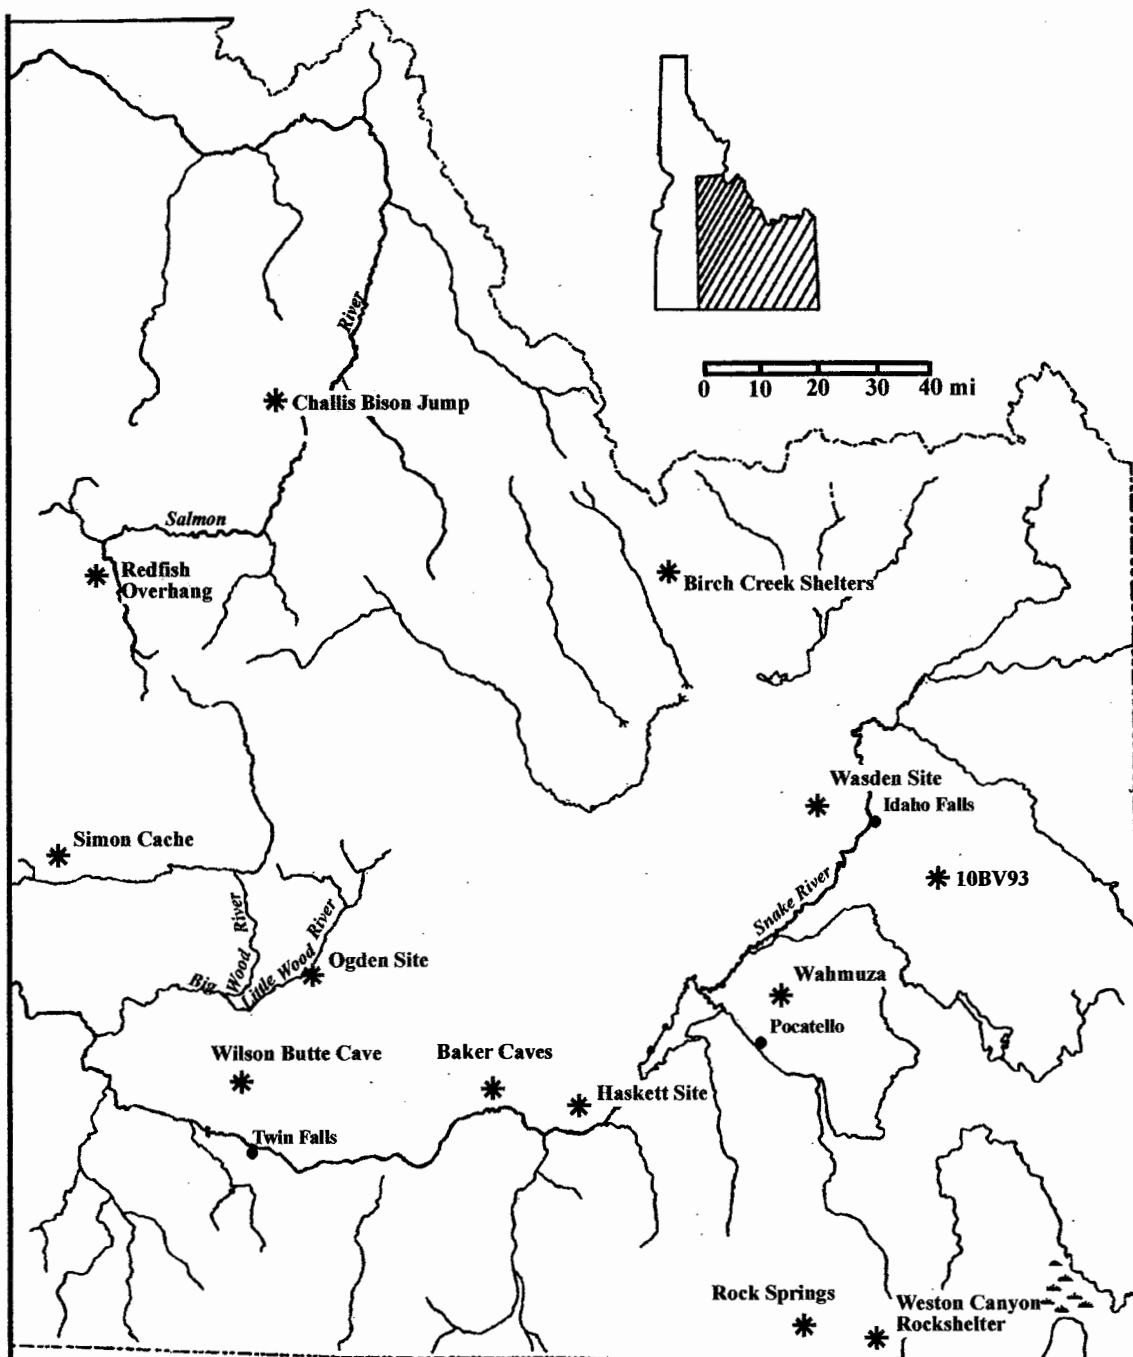 River
0 10 20 30 40 mi
Challis Bison Jump
Salmon
Redfish
Overhang
Birch Creek Shelters
Wasden Site
Idaho Falls
Simon Cache
10BV93
Snake River
Big Wood River
Little Wood River
Ogden Site
Wahmuza
Pocatello
Wilson Butte Cave
Baker Caves
Haskett Site
Twin Falls
Rock Springs
Weston Canyon
Rockshelter